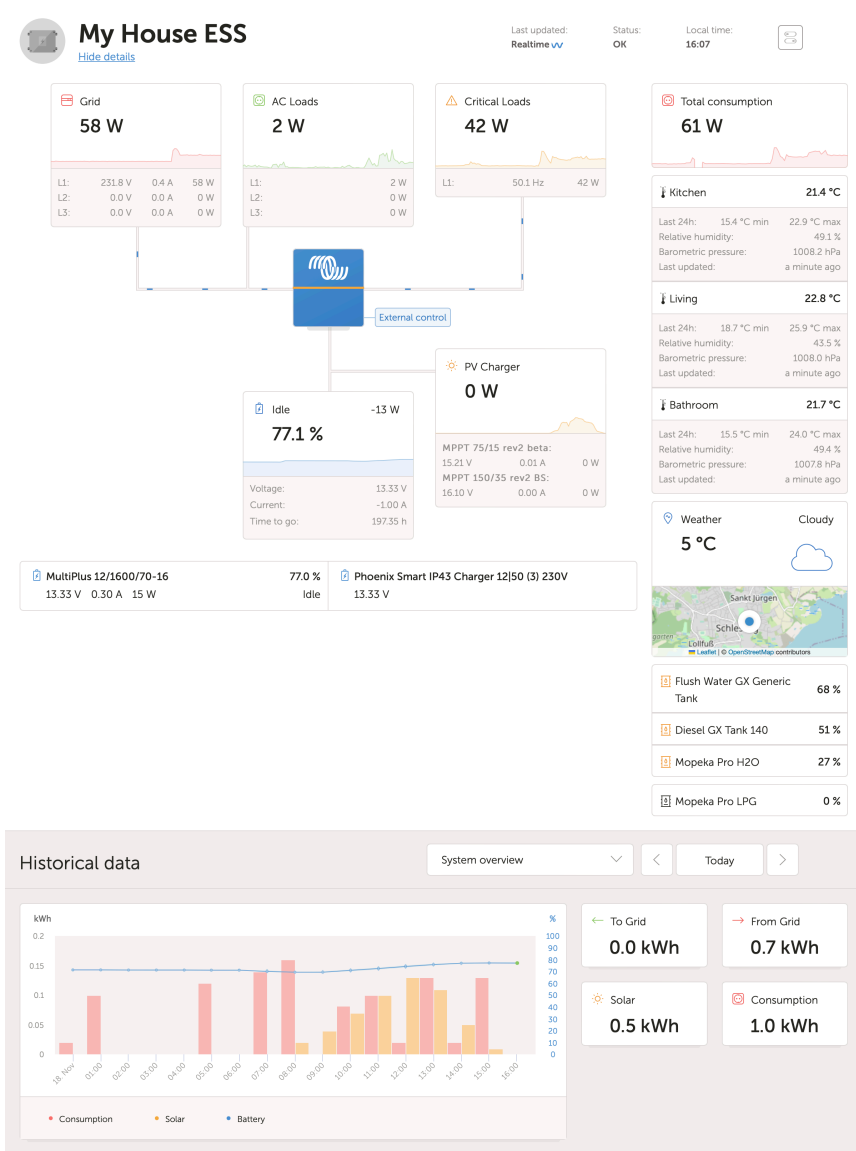 My House ESS
Hide details
Last updated:
Realtime
Status:
OK
Local time:
16:07
Grid
58 W
L1: 231.8 V 0.4 A 58 W
L2: 0.0 V 0.0 A 0 W
L3: 0.0 V 0.0 A 0 W
AC Loads
2 W
L1: 2 W
L2: 0 W
L3: 0 W
Critical Loads
42 W
L1: 50.1 Hz 42 W
Total consumption
61 W
External control
PV Charger
0 W
MPPT 75/15 rev2 beta:
15.21 V 0.01 A 0 W
MPPT 150/35 rev2 BS:
16.10 V 0.00 A 0 W
Idle -13 W
77.1 %
Voltage: 13.33 V
Current: -1.00 A
Time to go: 197.35 h
MultiPlus 12/1600/70-16 77.0 %
13.33 V 0.30 A 15 W Idle
Phoenix Smart IP43 Charger 12|50 (3) 230V
13.33 V
Kitchen 21.4 °C
Last 24h: 15.4 °C min 22.9 °C max
Relative humidity: 49.1 %
Barometric pressure: 1008.2 hPa
Last updated: a minute ago
Living 22.8 °C
Last 24h: 18.7 °C min 25.9 °C max
Relative humidity: 43.5 %
Barometric pressure: 1008.0 hPa
Last updated: a minute ago
Bathroom 21.7 °C
Last 24h: 15.5 °C min 24.0 °C max
Relative humidity: 49.4 %
Barometric pressure: 1007.8 hPa
Last updated: a minute ago
Weather Cloudy
5 °C
Sankt Jürgen
Schles
garten
Lollfuß
Leaflet | © OpenStreetMap contributors
Flush Water GX Generic
Tank
68 %
Diesel GX Tank 140 51 %
Mopeka Pro H2O 27 %
Mopeka Pro LPG 0 %
Historical data
System overview
Today
kWh %
0.2
0.15
0.1
0.05
0
100
90
80
70
60
50
40
30
20
10
0
18. Nov 01:00 02:00 03:00 04:00 05:00 06:00 07:00 08:00 09:00 10:00 11:00 12:00 13:00 14:00 15:00 16:00
Consumption Solar Battery
To Grid
0.0 kWh
From Grid
0.7 kWh
Solar
0.5 kWh
Consumption
1.0 kWh